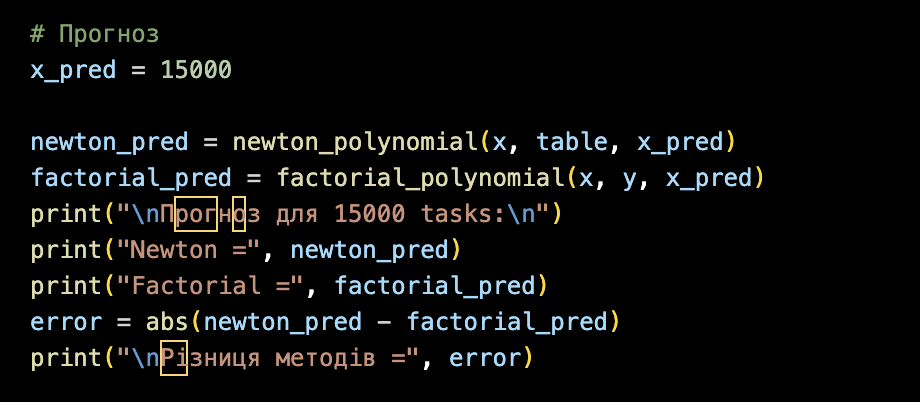 # Прогноз
x_pred = 15000
newton_pred = newton_polynomial(x, table, x_pred)
factorial_pred = factorial_polynomial(x, y, x_pred)
print("\nПрогноз для 15000 tasks:\n")
print("Newton =", newton_pred)
print("Factorial =", factorial_pred)
error = abs(newton_pred - factorial_pred)
print("\nРізниця методів =", error)